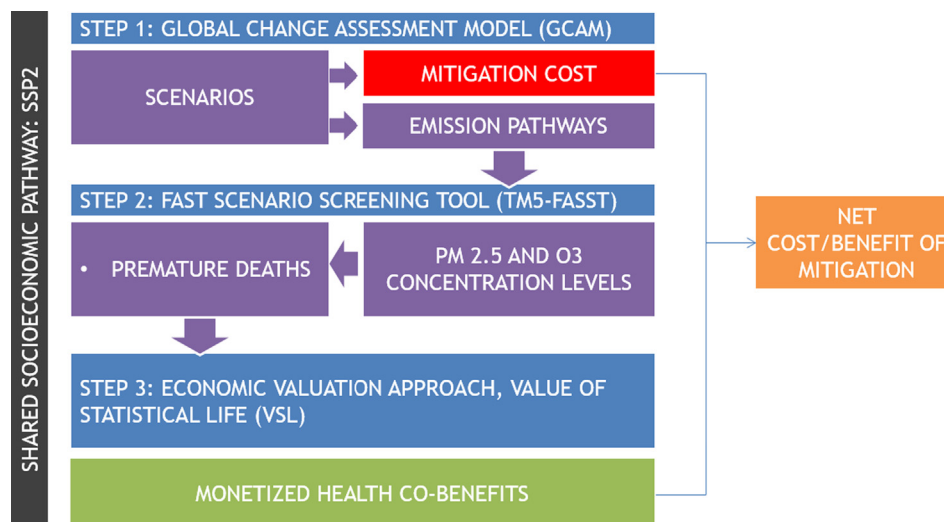 SHARED SOCIOECONOMIC PATHWAY: SSP2
STEP 1: GLOBAL CHANGE ASSESSMENT MODEL (GCAM)
SCENARIOS
MITIGATION COST
EMISSION PATHWAYS
STEP 2: FAST SCENARIO SCREENING TOOL (TM5-FASST)
• PREMATURE DEATHS
PM 2.5 AND O3
CONCENTRATION LEVELS
STEP 3: ECONOMIC VALUATION APPROACH, VALUE OF
STATISTICAL LIFE (VSL)
MONETIZED HEALTH CO-BENEFITS
NET
COST/BENEFIT OF
MITIGATION